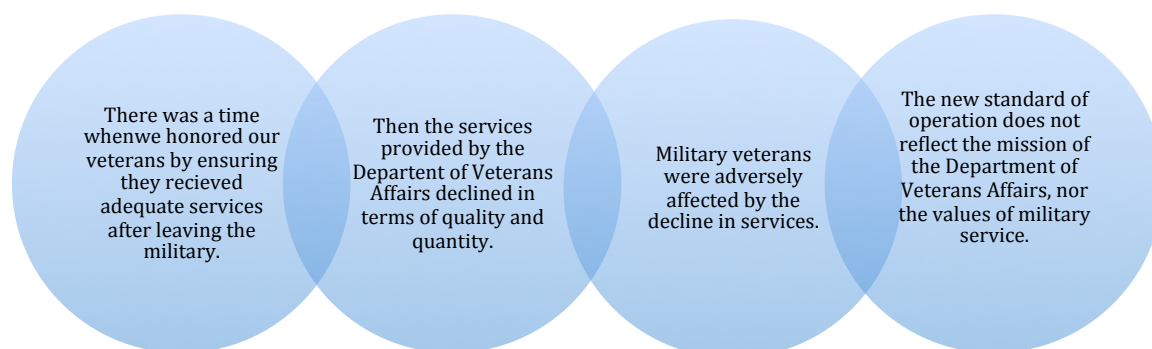 There was a time
whenwe honored our
veterans by ensuring
they recieved
adequate services
after leaving the
military.
Then the services
provided by the
Departent of Veterans
Affairs declined in
terms of quality and
quantity.
Military veterans
were adversely
affected by the
decline in services.
The new standard of
operation does not
reflect the mission of
the Department of
Veterans Affairs, nor
the values of military
service.